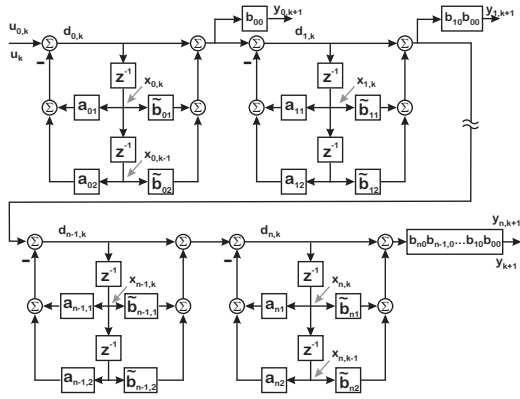 u0,k
uk
d0,k
b00
y0,k+1
d1,k
b10b00
y1,k+1
Σ
Σ
Σ
Σ
z⁻¹
z⁻¹
x0,k
x1,k
Σ
a01
b̃01
Σ
Σ
a11
b̃11
Σ
z⁻¹
z⁻¹
x0,k-1
a02
b̃02
a12
b̃12
dn-1,k
dn,k
yn,k+1
Σ
Σ
Σ
Σ
bn0bn-1,0...b10b00
yk+1
z⁻¹
z⁻¹
xn-1,k
xn,k
Σ
an-1,1
b̃n-1,1
Σ
Σ
an1
b̃n1
Σ
z⁻¹
z⁻¹
xn,k-1
an-1,2
b̃n-1,2
an2
b̃n2